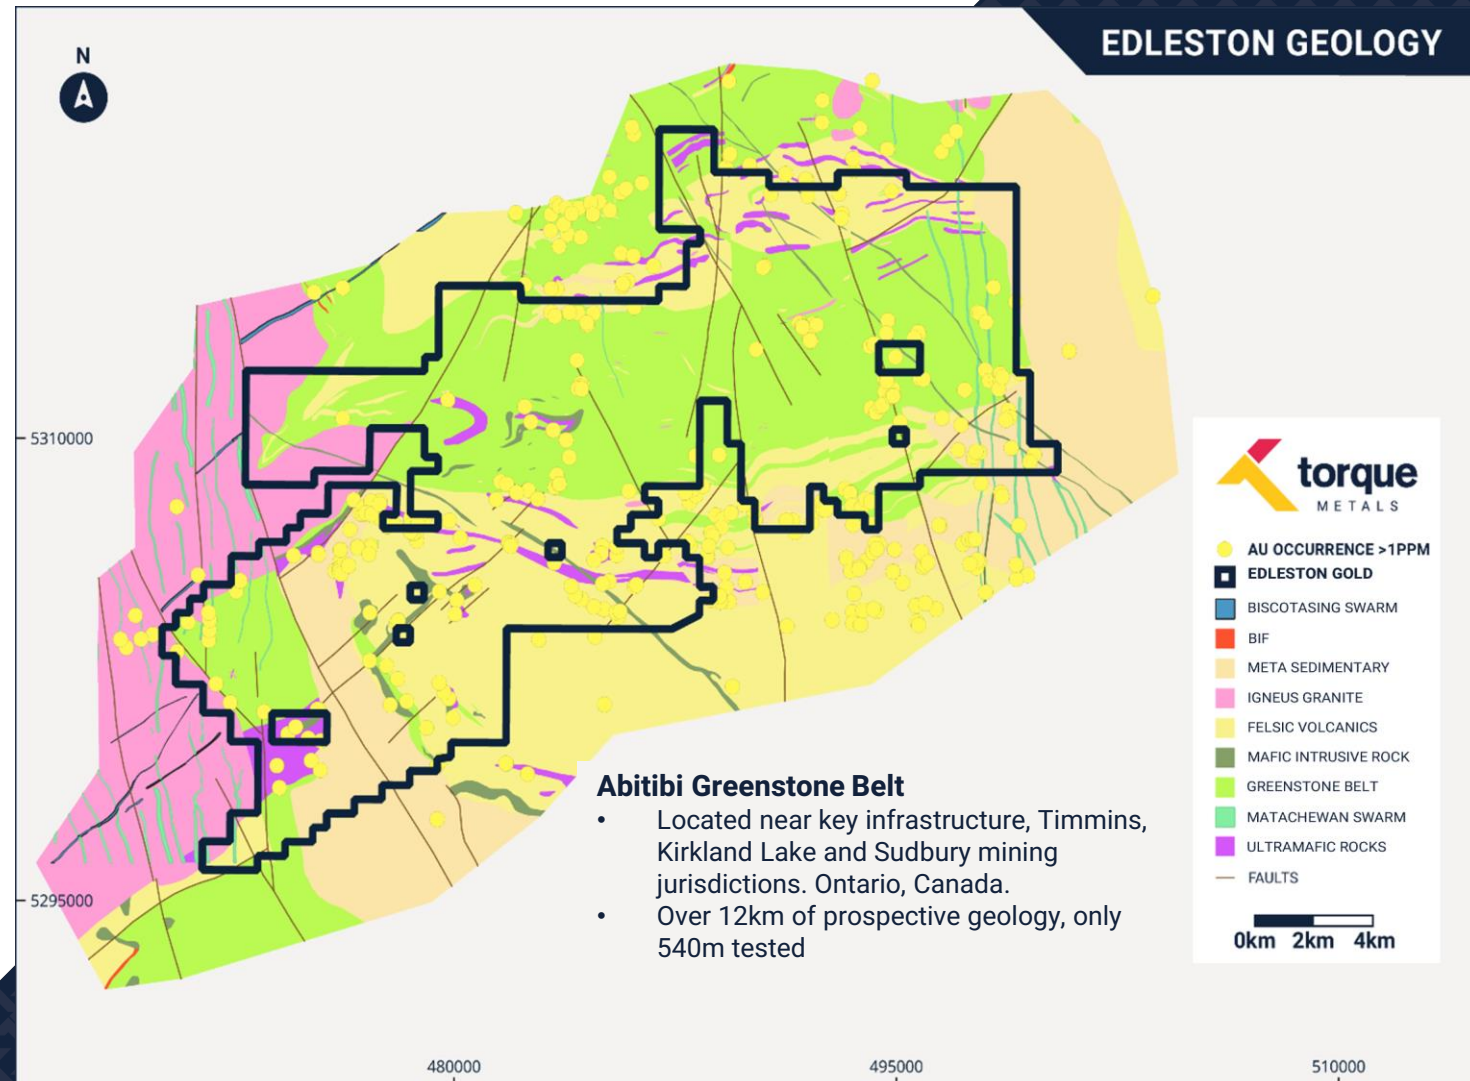 EDLESTON GEOLOGY
N
5310000
5295000
480000
495000
510000
torque
METALS
AU OCCURRENCE >1PPM
EDLESTON GOLD
BISCOTASING SWARM
BIF
META SEDIMENTARY
IGNEUS GRANITE
FELSIC VOLCANICS
MAFIC INTRUSIVE ROCK
GREENSTONE BELT
MATACHEWAN SWARM
ULTRAMAFIC ROCKS
FAULTS
0km 2km 4km
Abitibi Greenstone Belt
• Located near key infrastructure, Timmins,
Kirkland Lake and Sudbury mining
jurisdictions. Ontario, Canada.
• Over 12km of prospective geology, only
540m tested